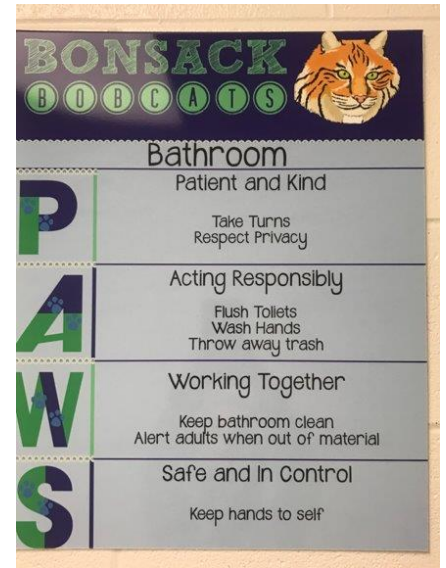 BONSACK
BOBCATS
Bathroom
P
Patient and Kind
Take Turns
Respect Privacy
A
Acting Responsibly
Flush Toliets
Wash Hands
Throw away trash
W
Working Together
Keep bathroom clean
Alert adults when out of material
S
Safe and In Control
Keep hands to self